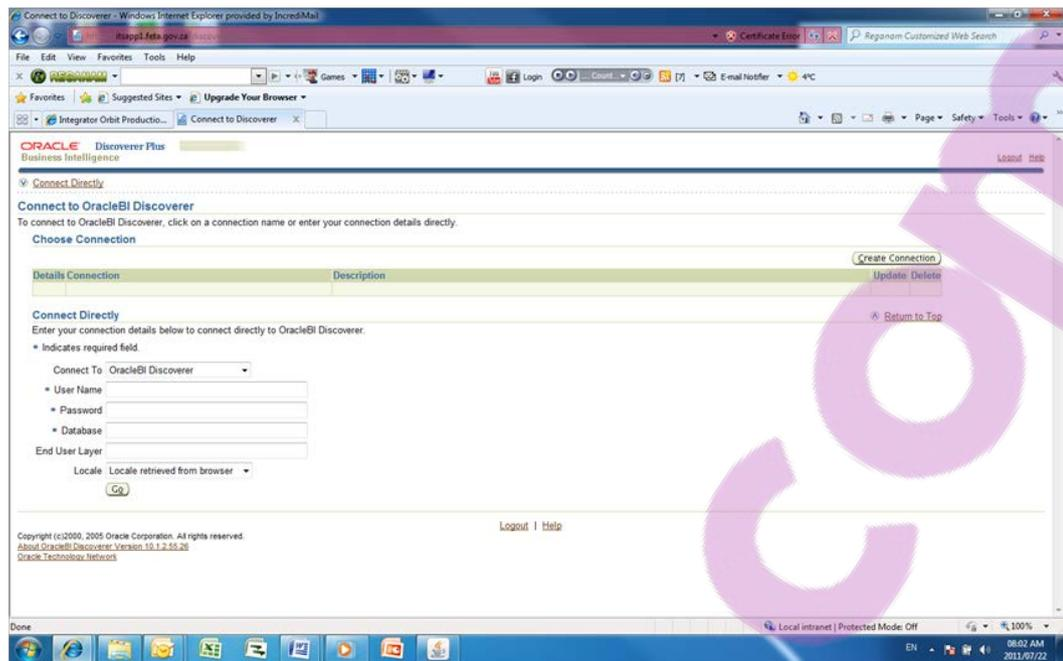 Connect to Discoverer - Windows Internet Explorer provided by IncrediMail
itsapp1.feta.gov.za
Certificate Error
Reganam Customized Web Search
File Edit View Favorites Tools Help
REGANAM
Games
Login
Count...
[7]
E-mail Notifier
4°C
Favorites
Suggested Sites
Upgrade Your Browser
Integrator Orbit Productio...
Connect to Discoverer
Page Safety Tools
ORACLE Discoverer Plus
Business Intelligence
Logout Help
Connect Directly
Connect to OracleBI Discoverer
To connect to OracleBI Discoverer, click on a connection name or enter your connection details directly.
Choose Connection
Create Connection
Details Connection Description Update Delete
Connect Directly
Return to Top
Enter your connection details below to connect directly to OracleBI Discoverer.
* Indicates required field.
Connect To OracleBI Discoverer
* User Name
* Password
* Database
End User Layer
Locale Locale retrieved from browser
Go
Logout | Help
Copyright (c)2000, 2005 Oracle Corporation. All rights reserved.
About OracleBI Discoverer Version 10.1.2.55.26
Oracle Technology Network
Done
Local intranet | Protected Mode: Off
100%
EN
08:02 AM
2011/07/22
com